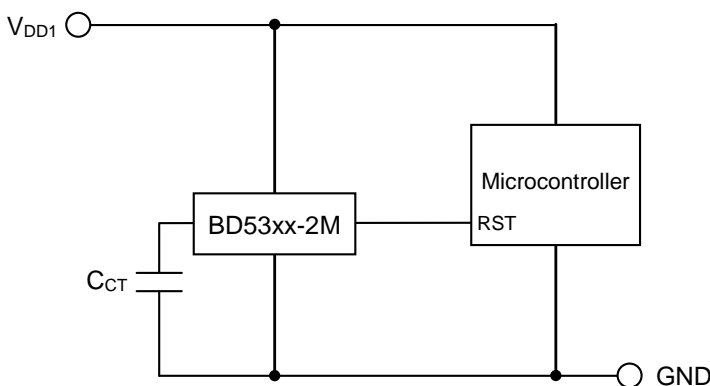 VDD1
Microcontroller
BD53xx-2M
RST
CCT
GND